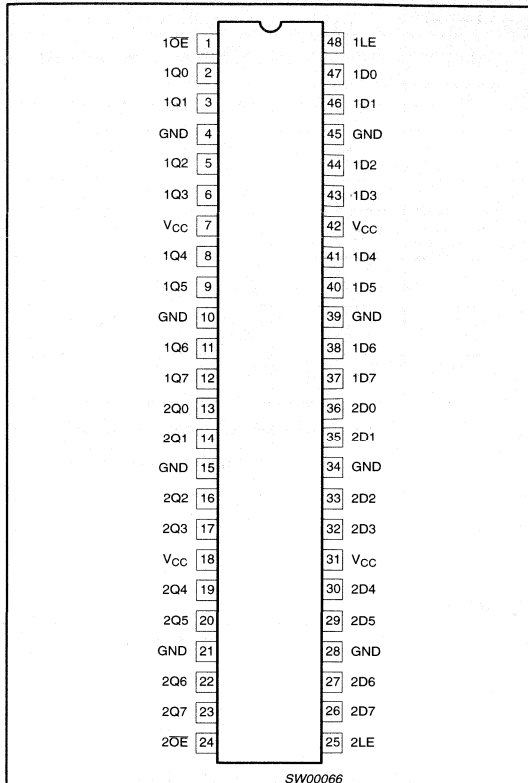 1O̅E̅ 1 48 1LE
1Q0 2 47 1D0
1Q1 3 46 1D1
GND 4 45 GND
1Q2 5 44 1D2
1Q3 6 43 1D3
VCC 7 42 VCC
1Q4 8 41 1D4
1Q5 9 40 1D5
GND 10 39 GND
1Q6 11 38 1D6
1Q7 12 37 1D7
2Q0 13 36 2D0
2Q1 14 35 2D1
GND 15 34 GND
2Q2 16 33 2D2
2Q3 17 32 2D3
VCC 18 31 VCC
2Q4 19 30 2D4
2Q5 20 29 2D5
GND 21 28 GND
2Q6 22 27 2D6
2Q7 23 26 2D7
2O̅E̅ 24 25 2LE
SW00066